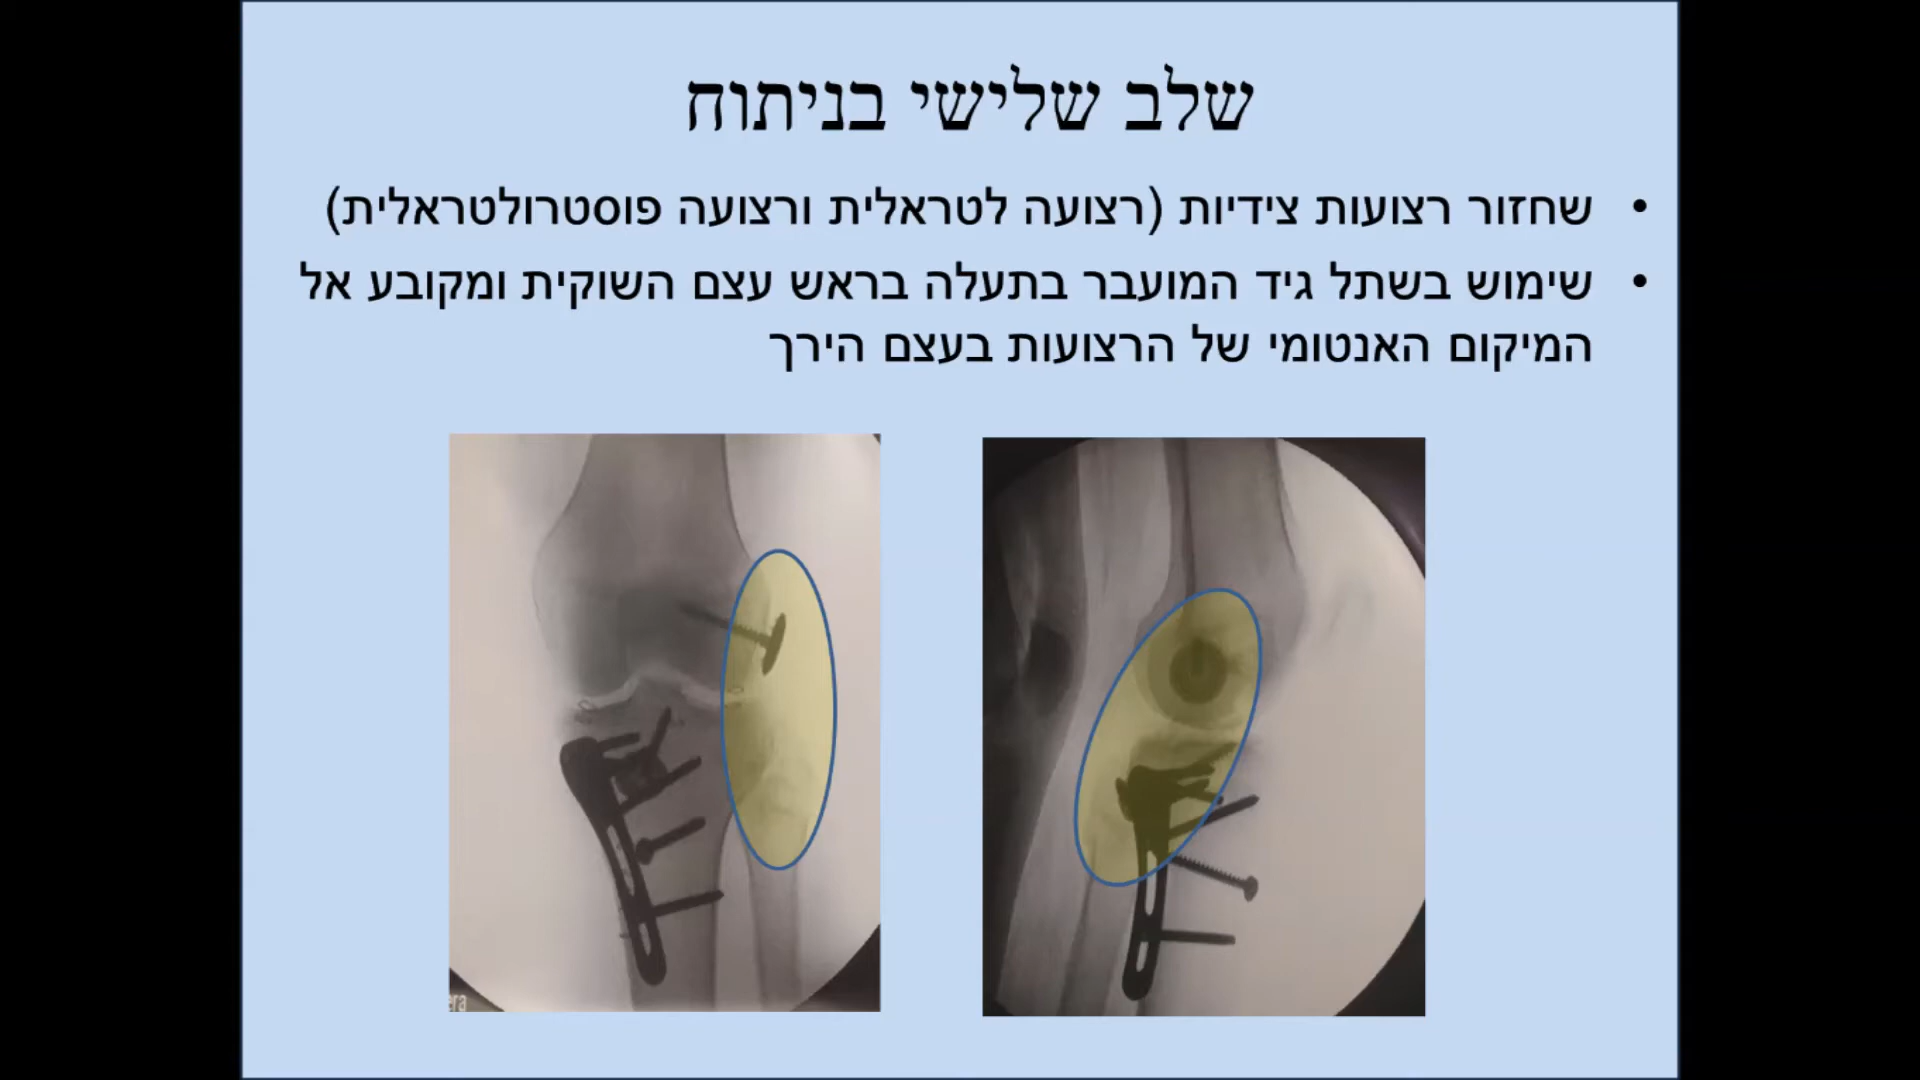 שלב שלישי בניתוח
• שחזור רצועות צידיות (רצועה לטראלית ורצועה פוסטרולטראלית)
• שימוש בשתל גיד המועבר בתעלה בראש עצם השוקית ומקובע אל
המיקום האנטומי של הרצועות בעצם הירך
era